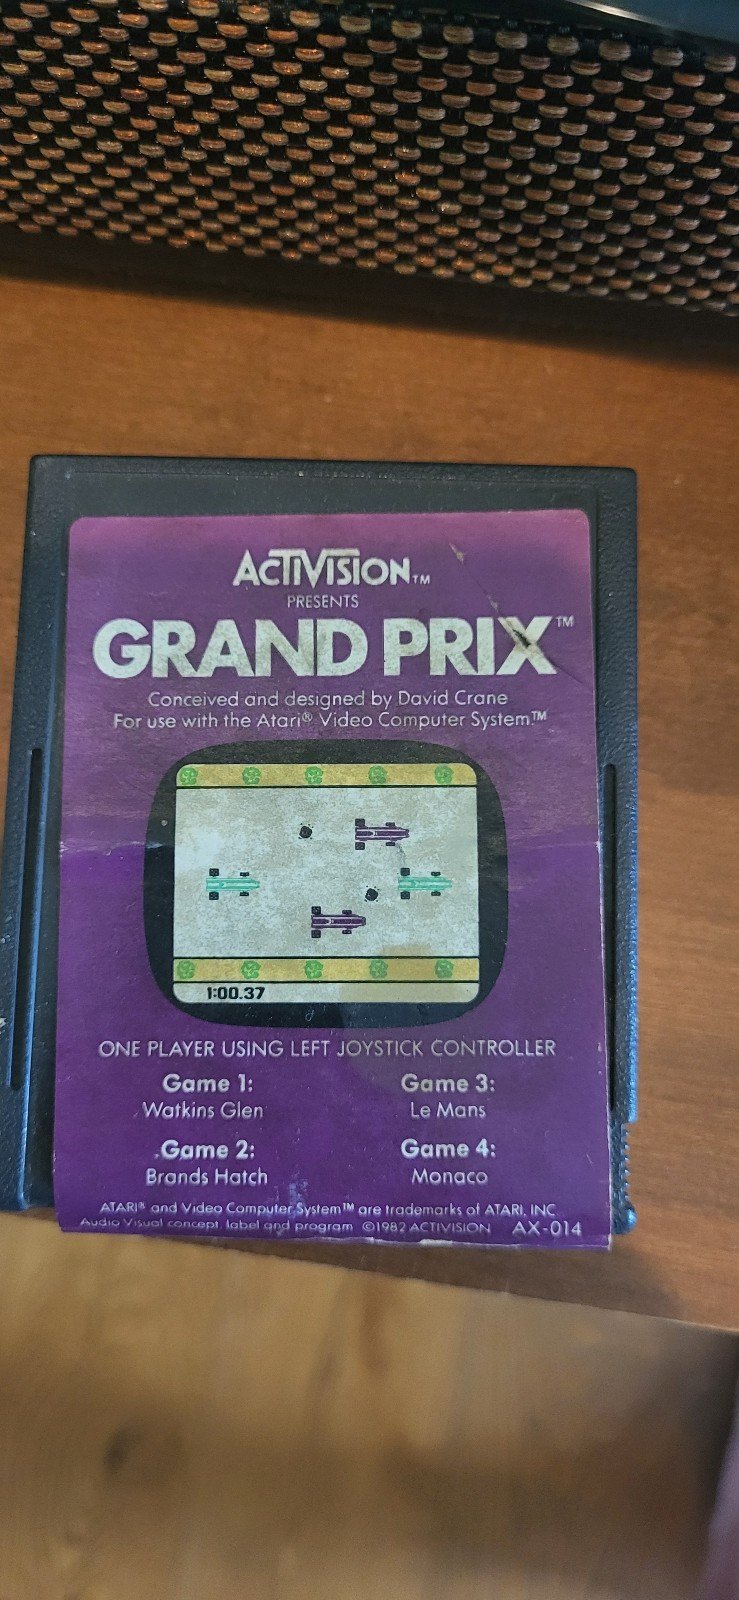 ACTIVISION™
PRESENTS
GRAND PRIX™
Conceived and designed by David Crane
For use with the Atari® Video Computer System™
1:00.37
ONE PLAYER USING LEFT JOYSTICK CONTROLLER
Game 1:
Watkins Glen
Game 2:
Brands Hatch
Game 3:
Le Mans
Game 4:
Monaco
ATARI® and Video Computer System™ are trademarks of ATARI, INC.
Audio Visual concept, label and program ©1982 ACTIVISION AX-014